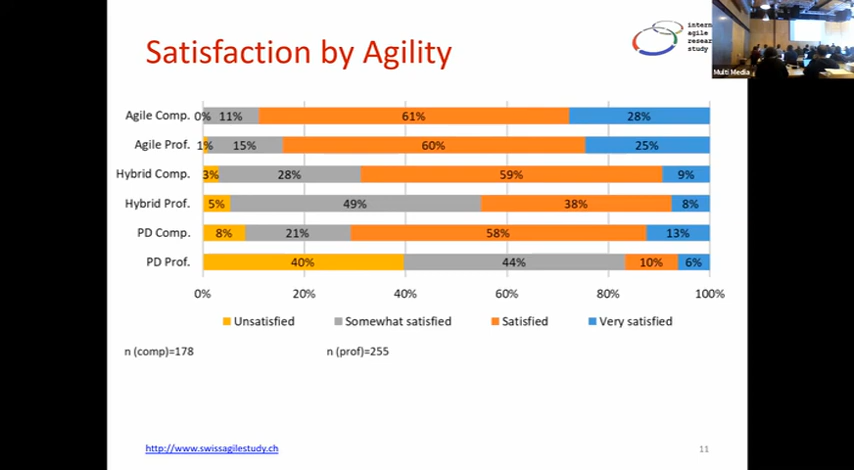 Satisfaction by Agility
intern
agile
resear
study
Multi Media
Agile Comp. 0% 11% 61% 28%
Agile Prof. 1% 15% 60% 25%
Hybrid Comp. 3% 28% 59% 9%
Hybrid Prof. 5% 49% 38% 8%
PD Comp. 8% 21% 58% 13%
PD Prof. 40% 44% 10% 6%
0% 20% 40% 60% 80% 100%
Unsatisfied Somewhat satisfied Satisfied Very satisfied
n (comp)=178 n (prof)=255
http://www.swissagilestudy.ch 11